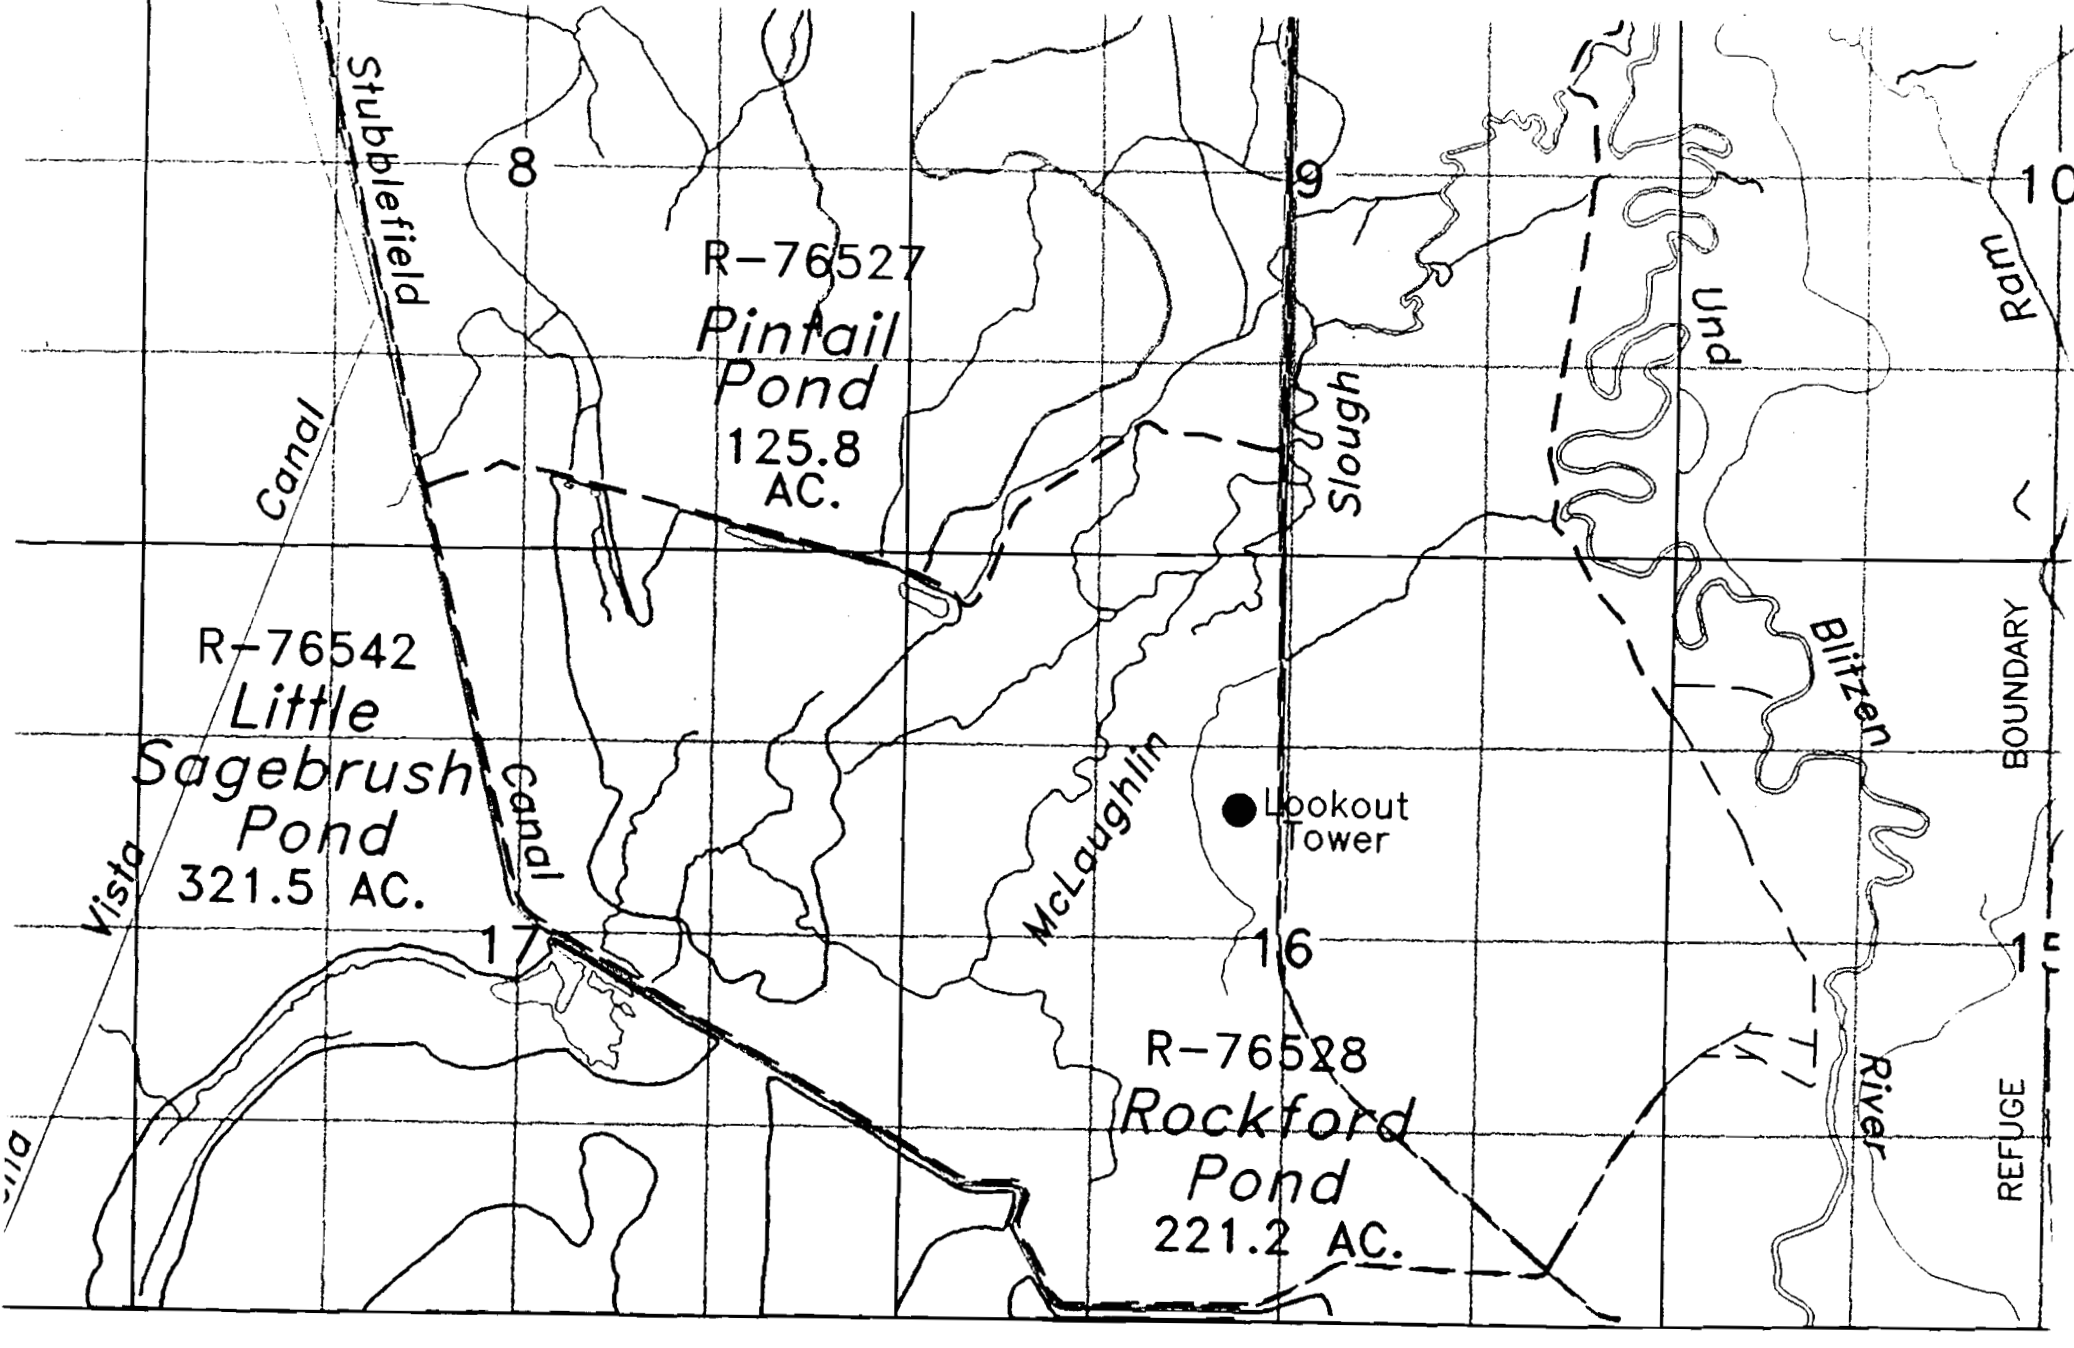 Stubblefield
8
9
10
R-76527
Pintail
Pond
125.8
AC.
Ram
Und
Canal
Slough
R-76542
Little
Sagebrush
Pond
321.5 AC.
Canal
Vista
McLaughlin
Lookout
Tower
Blitzen
BOUNDARY
17
16
R-76528
Rockford
Pond
221.2 AC.
River
REFUGE